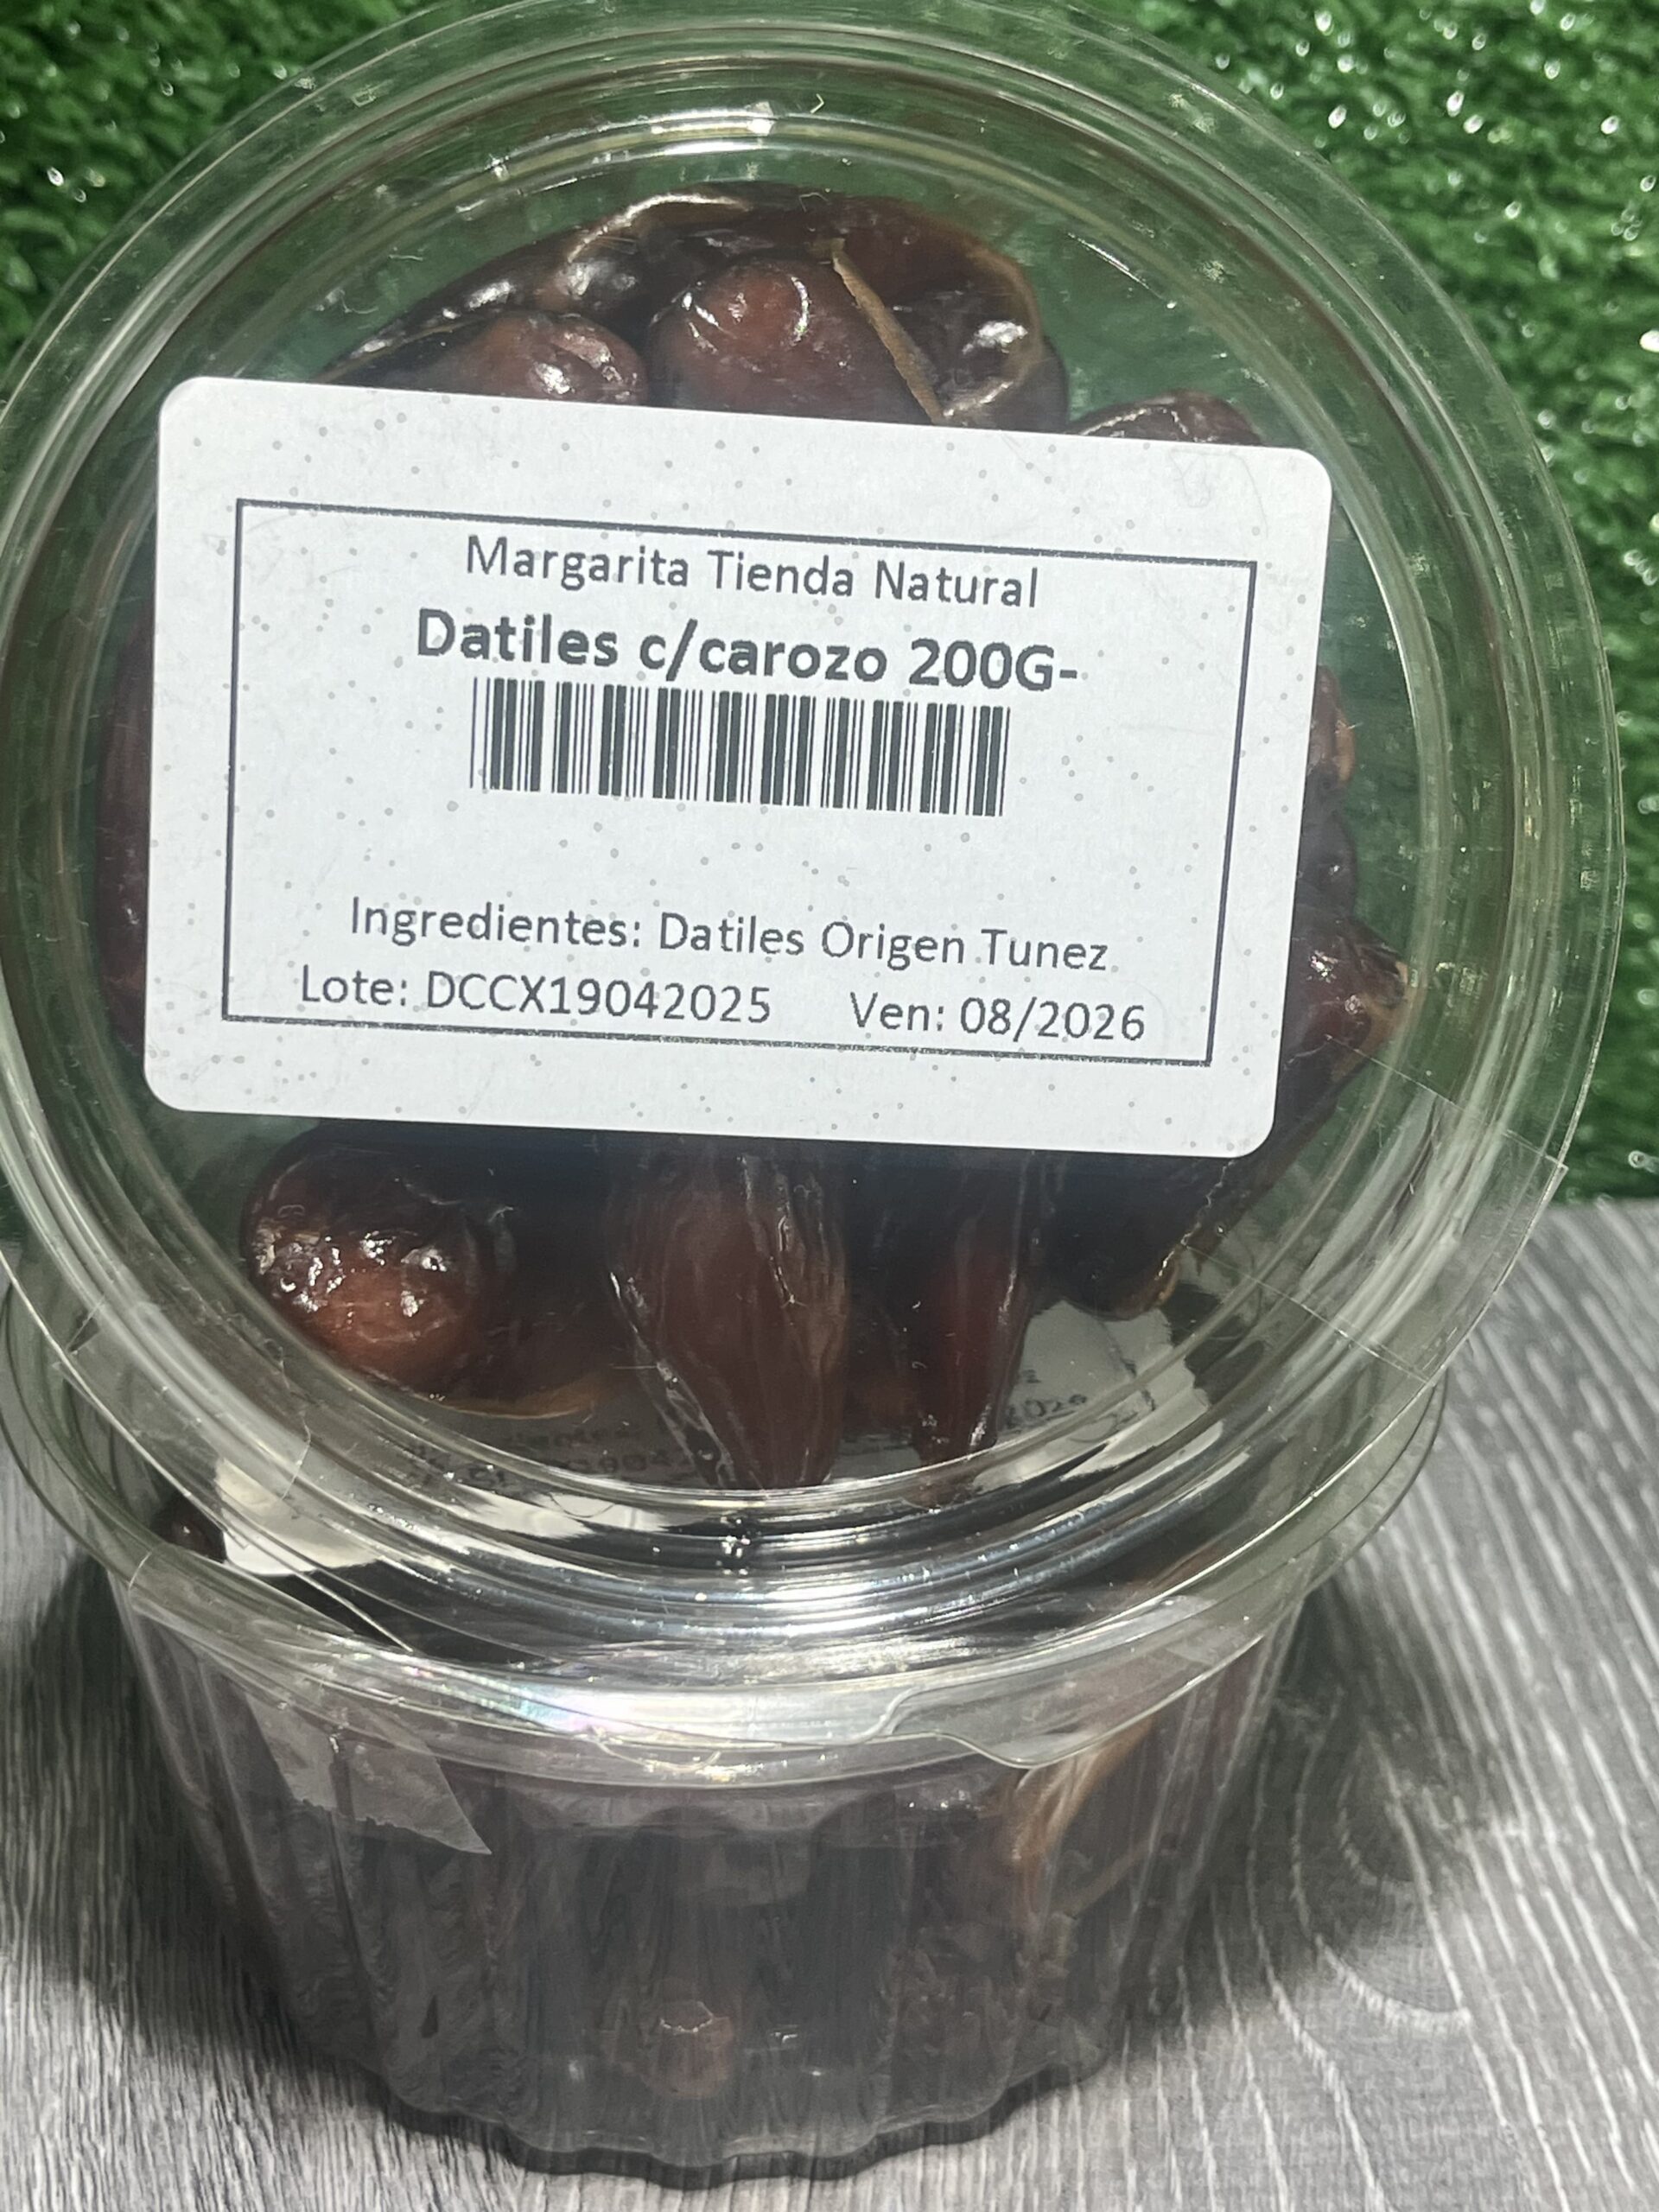 Margarita Tienda Natural
Datiles c/carozo 200G-
Ingredientes: Datiles Origen Tunez
Lote: DCCX19042025 Ven: 08/2026